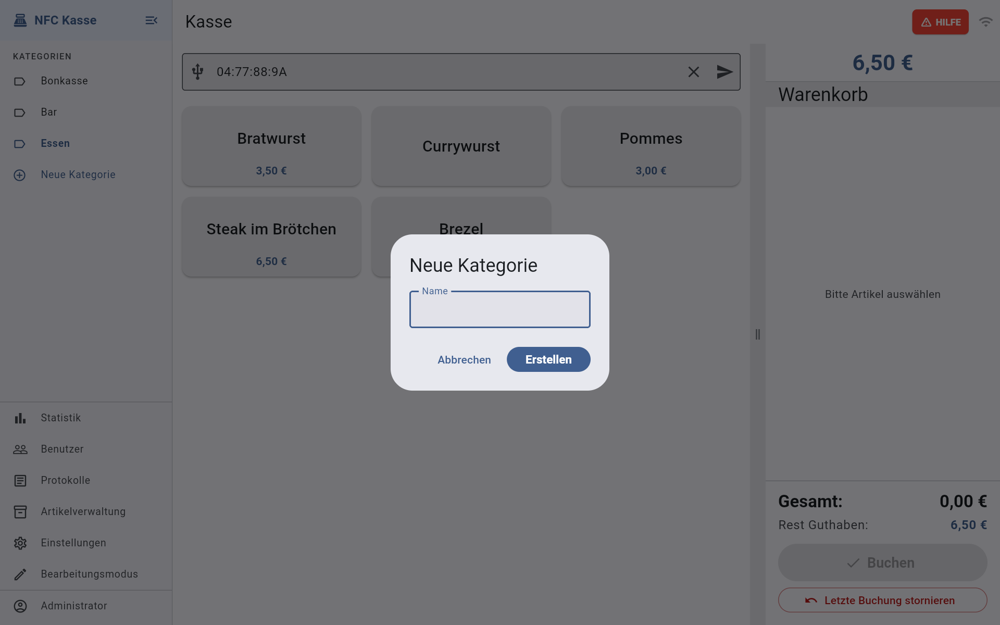 NFC Kasse
KATEGORIEN
Bonkasse
Bar
Essen
Neue Kategorie
Statistik
Benutzer
Protokolle
Artikelverwaltung
Einstellungen
Bearbeitungsmodus
Administrator
Kasse
HILFE
04:77:88:9A
Bratwurst
3,50 €
Currywurst
Pommes
3,00 €
Steak im Brötchen
6,50 €
Brezel
Neue Kategorie
Name
Abbrechen
Erstellen
6,50 €
Warenkorb
Bitte Artikel auswählen
Gesamt: 0,00 €
Rest Guthaben: 6,50 €
Buchen
Letzte Buchung stornieren